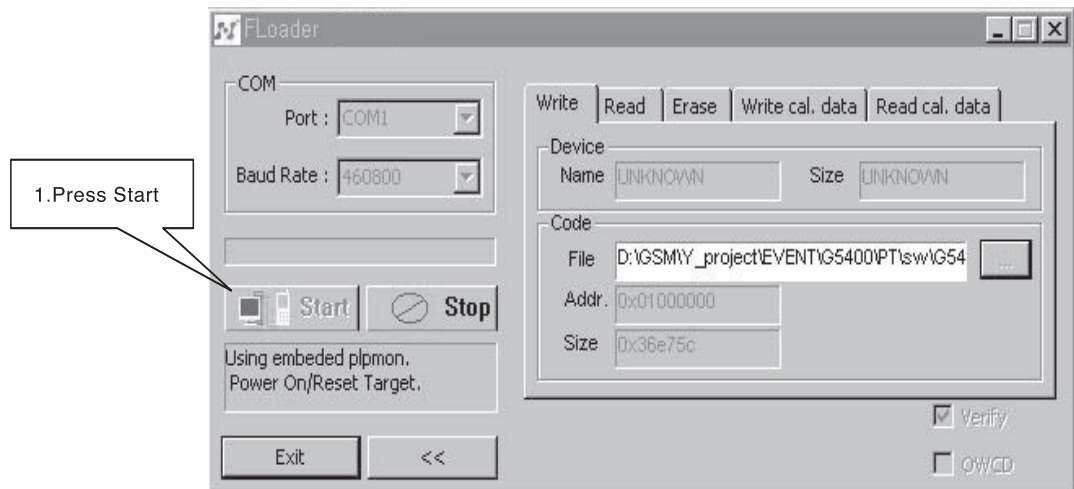 FLoader
COM
Port : COM1
Baud Rate : 460800
1.Press Start
Start
Stop
Using embeded plpmon.
Power On/Reset Target.
Exit
<<
Write Read Erase Write cal. data Read cal. data
Device
Name UNKNOWN Size UNKNOWN
Code
File D:\GSM\Y_project\EVENT\G5400\PT\sw\G54 ...
Addr. 0x01000000
Size 0x36e75c
Verify
OWCD